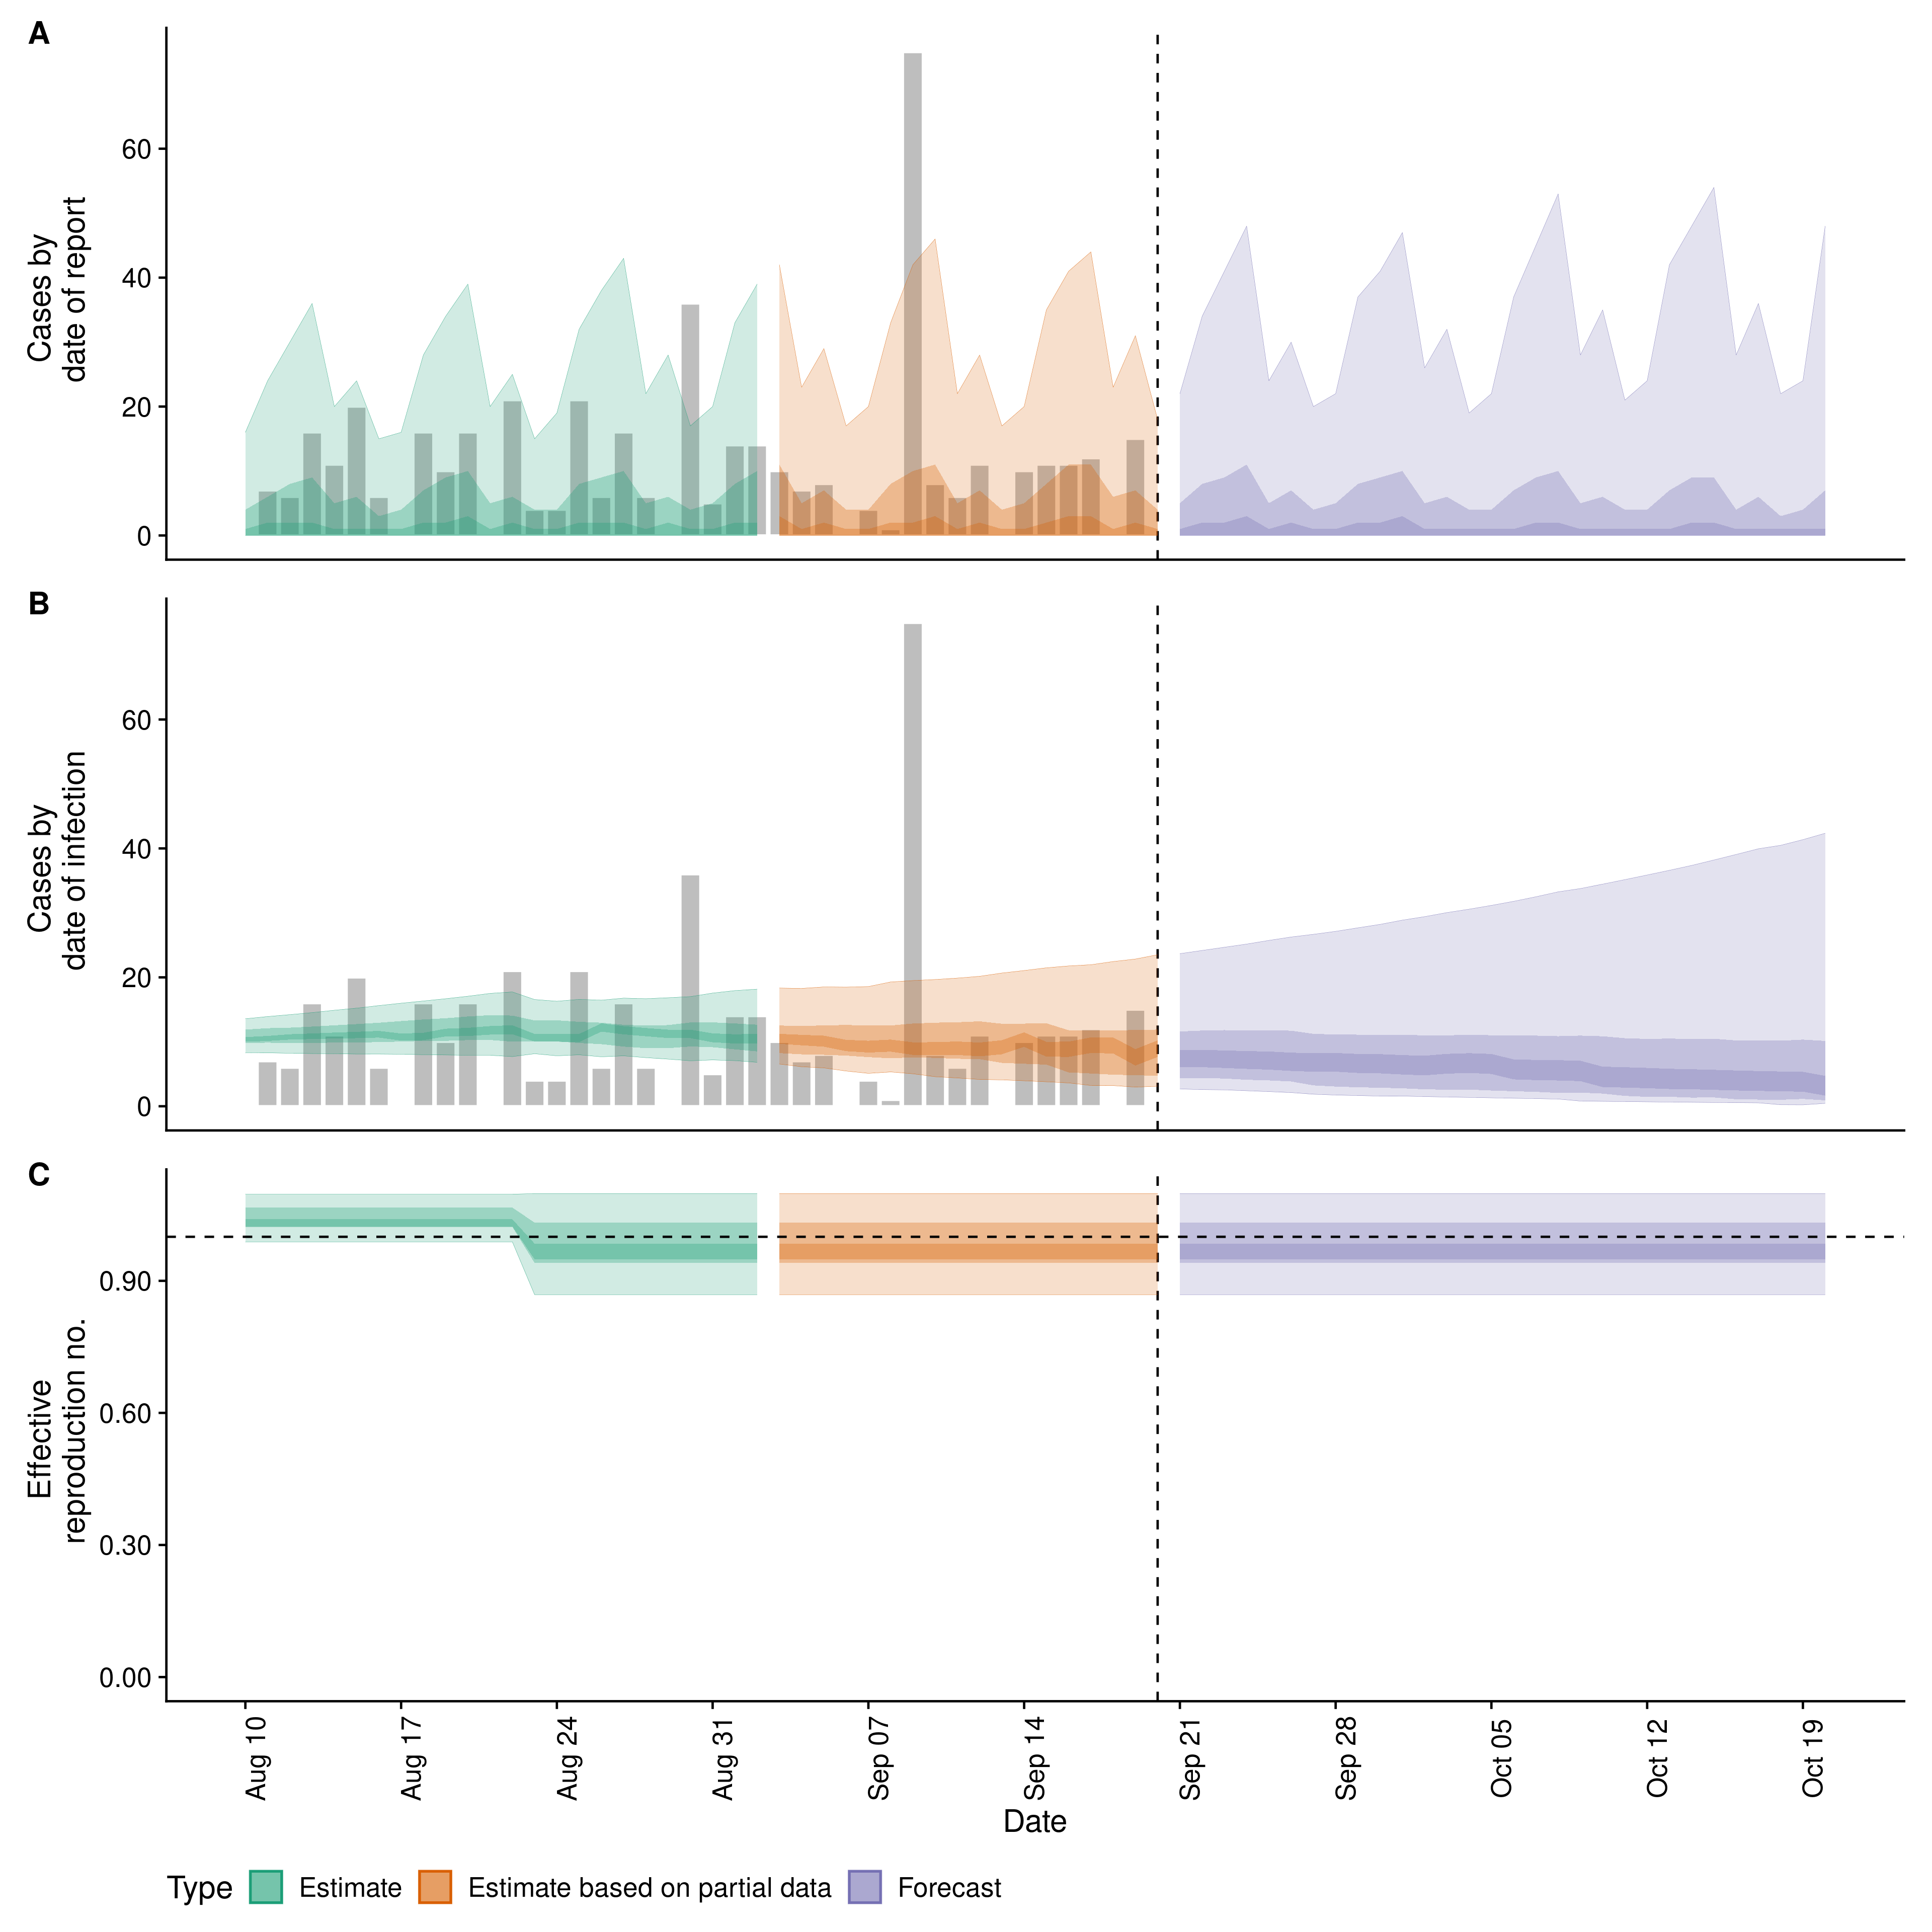 A
Cases by
date of report
60
40
20
0
B
Cases by
date of infection
60
40
20
0
C
Effective
reproduction no.
0.90
0.60
0.30
0.00
Aug 10
Aug 17
Aug 24
Aug 31
Sep 07
Sep 14
Sep 21
Sep 28
Oct 05
Oct 12
Oct 19
Date
Type Estimate Estimate based on partial data Forecast